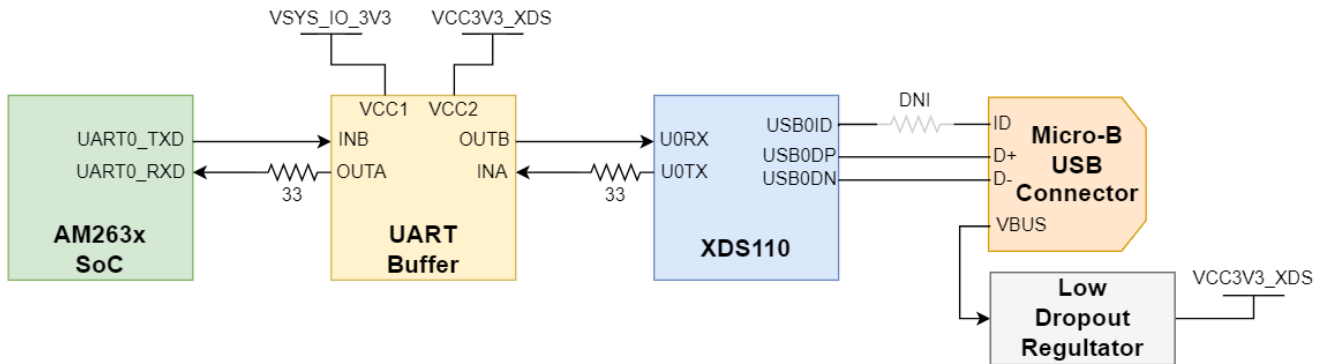 VSYS_IO_3V3
VCC3V3_XDS
VCC1
VCC2
UART0_TXD
UART0_RXD
INB
OUTA
OUTB
INA
33
33
U0RX
U0TX
USB0ID
USB0DP
USB0DN
DNI
ID
D+
D-
VBUS
Micro-B
USB
Connector
AM263x
SoC
UART
Buffer
XDS110
Low
Dropout
Regultator
VCC3V3_XDS